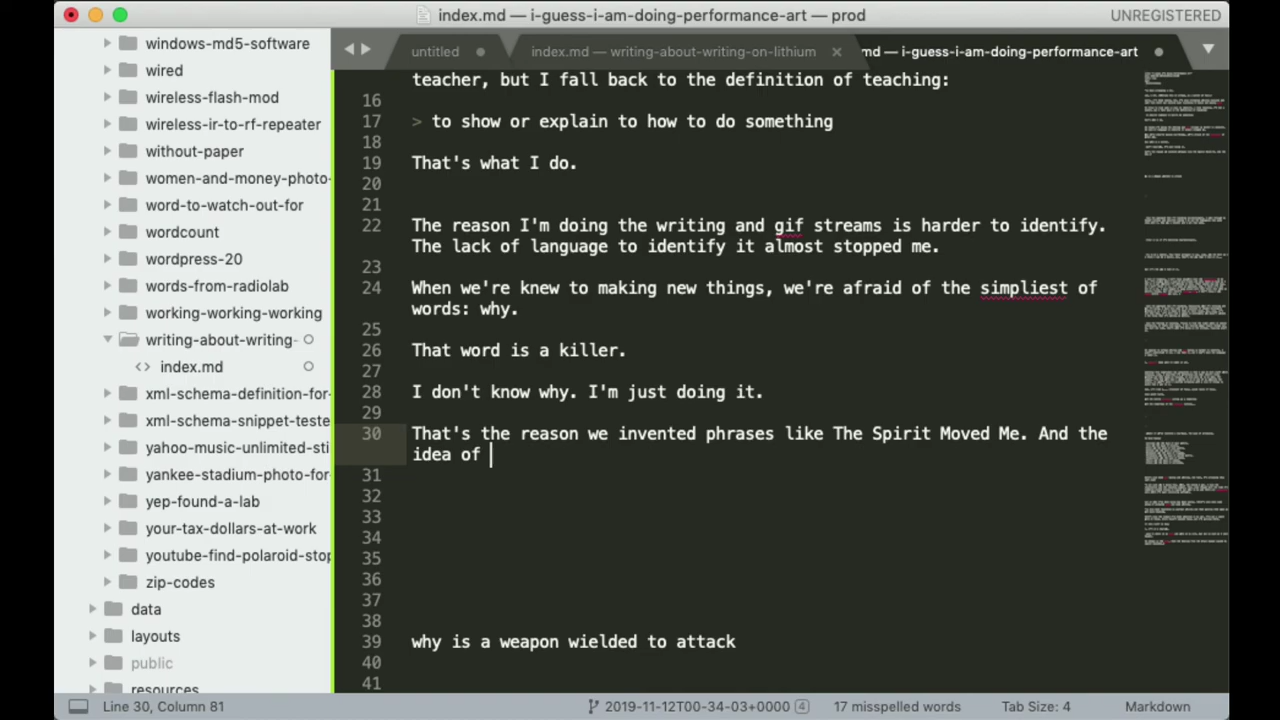 index.md — i-guess-i-am-doing-performance-art — prod
UNREGISTERED
untitled
index.md — writing-about-writing-on-lithium
md — i-guess-i-am-doing-performance-art
windows-md5-software
wired
wireless-flash-mod
wireless-ir-to-rf-repeater
without-paper
women-and-money-photo-
word-to-watch-out-for
wordcount
wordpress-20
words-from-radiolab
working-working-working
writing-about-writing-
index.md
xml-schema-definition-for-
xml-schema-snippet-teste
yahoo-music-unlimited-sti
yankee-stadium-photo-for-
yep-found-a-lab
your-tax-dollars-at-work
youtube-find-polaroid-stop
zip-codes
data
layouts
public
resources
teacher, but I fall back to the definition of teaching:
16
17 > to show or explain to how to do something
18
19 That's what I do.
20
21
22 The reason I'm doing the writing and gif streams is harder to identify.
The lack of language to identify it almost stopped me.
23
24 When we're knew to making new things, we're afraid of the simpliest of
words: why.
25
26 That word is a killer.
27
28 I don't know why. I'm just doing it.
29
30 That's the reason we invented phrases like The Spirit Moved Me. And the
idea of
31
32
33
34
35
36
37
38
39 why is a weapon wielded to attack
40
41
Line 30, Column 81
2019-11-12T00-34-03+0000 4
17 misspelled words
Tab Size: 4
Markdown